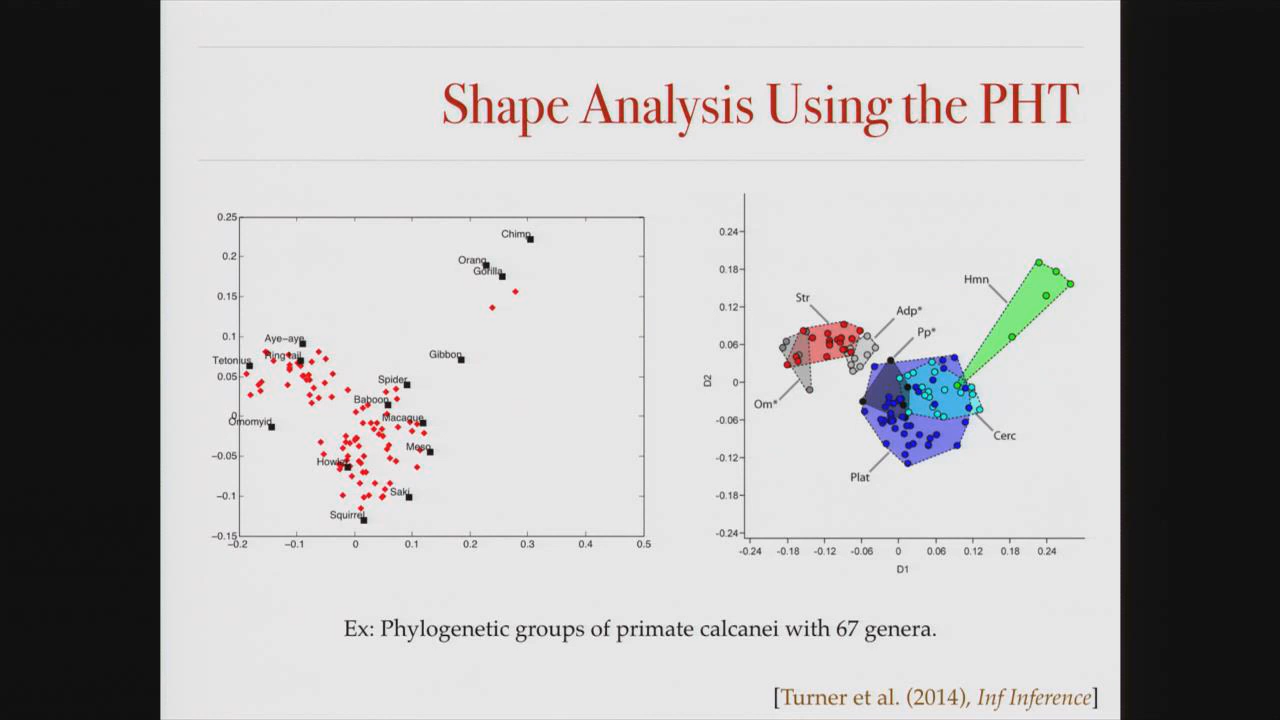 Shape Analysis Using the PHT
0.25
0.2
0.15
0.1
0.05
0
−0.05
−0.1
−0.15
−0.2
−0.1
0
0.1
0.2
0.3
0.4
0.5
Chimp
Orang
Gorilla
Gibbon
Aye−aye
Ringtail
Tetonius
Spider
Baboon
Macaque
Omomyid
Meso
Howler
Saki
Squirrel
D2
0.24
0.18
0.12
0.06
0
-0.06
-0.12
-0.18
-0.24
-0.24
-0.18
-0.12
-0.06
0
0.06
0.12
0.18
0.24
D1
Hmn
Str
Adp*
Pp*
Om*
Cerc
Plat
Ex: Phylogenetic groups of primate calcanei with 67 genera.
[Turner et al. (2014), Inf Inference]